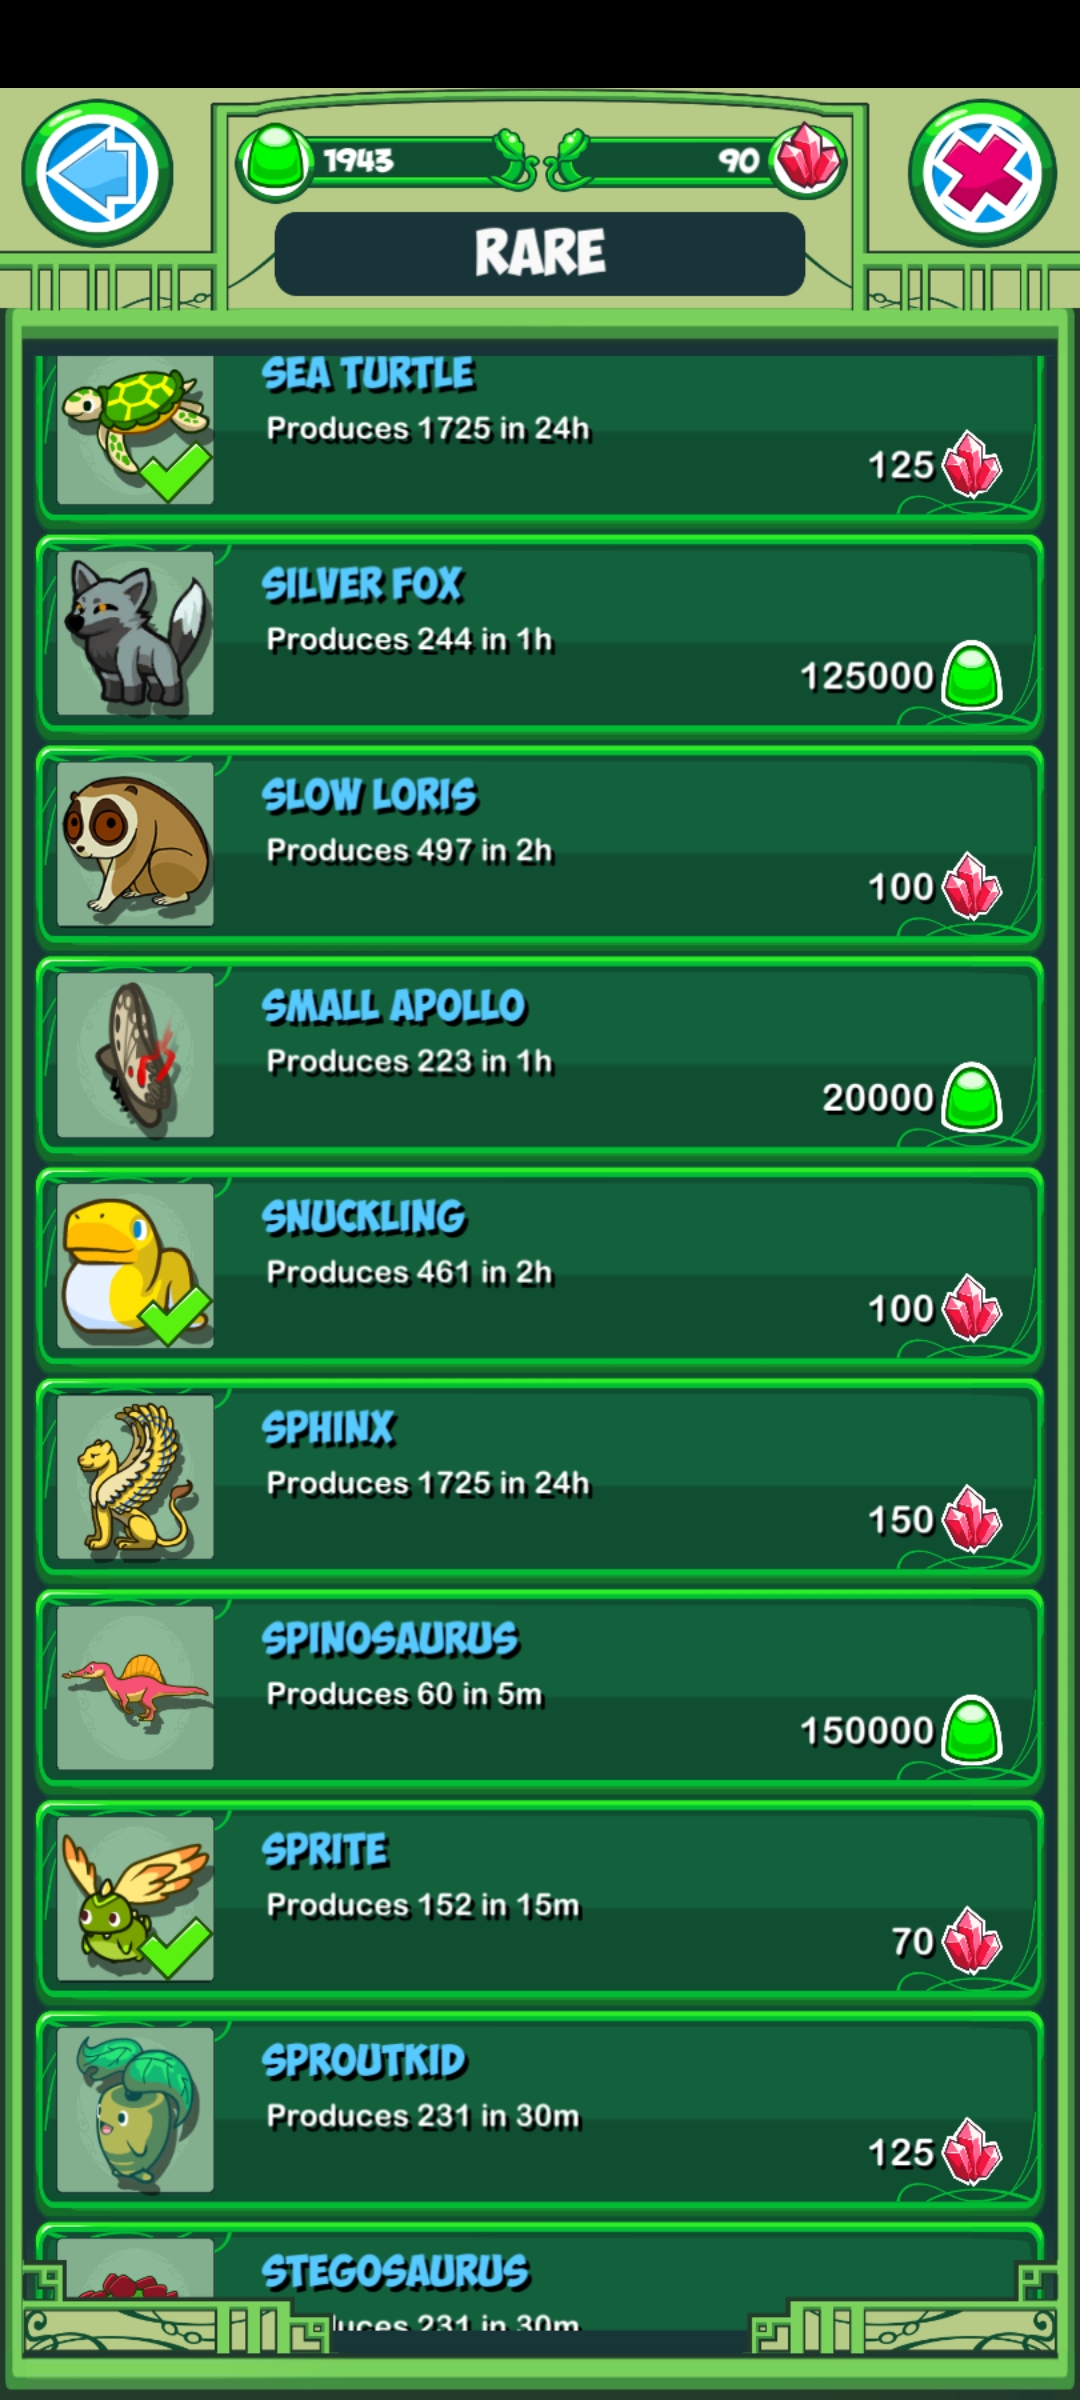 1943
90
RARE
SEA TURTLE
Produces 1725 in 24h
125
SILVER FOX
Produces 244 in 1h
125000
SLOW LORIS
Produces 497 in 2h
100
SMALL APOLLO
Produces 223 in 1h
20000
SNUCKLING
Produces 461 in 2h
100
SPHINX
Produces 1725 in 24h
150
SPINOSAURUS
Produces 60 in 5m
150000
SPRITE
Produces 152 in 15m
70
SPROUTKID
Produces 231 in 30m
125
STEGOSAURUS
uces 231 in 30m